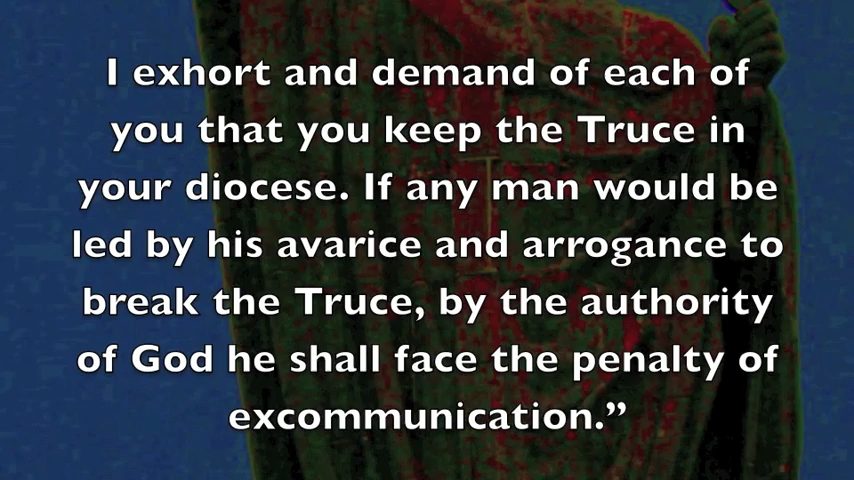 I exhort and demand of each of
you that you keep the Truce in
your diocese. If any man would be
led by his avarice and arrogance to
break the Truce, by the authority
of God he shall face the penalty of
excommunication.”